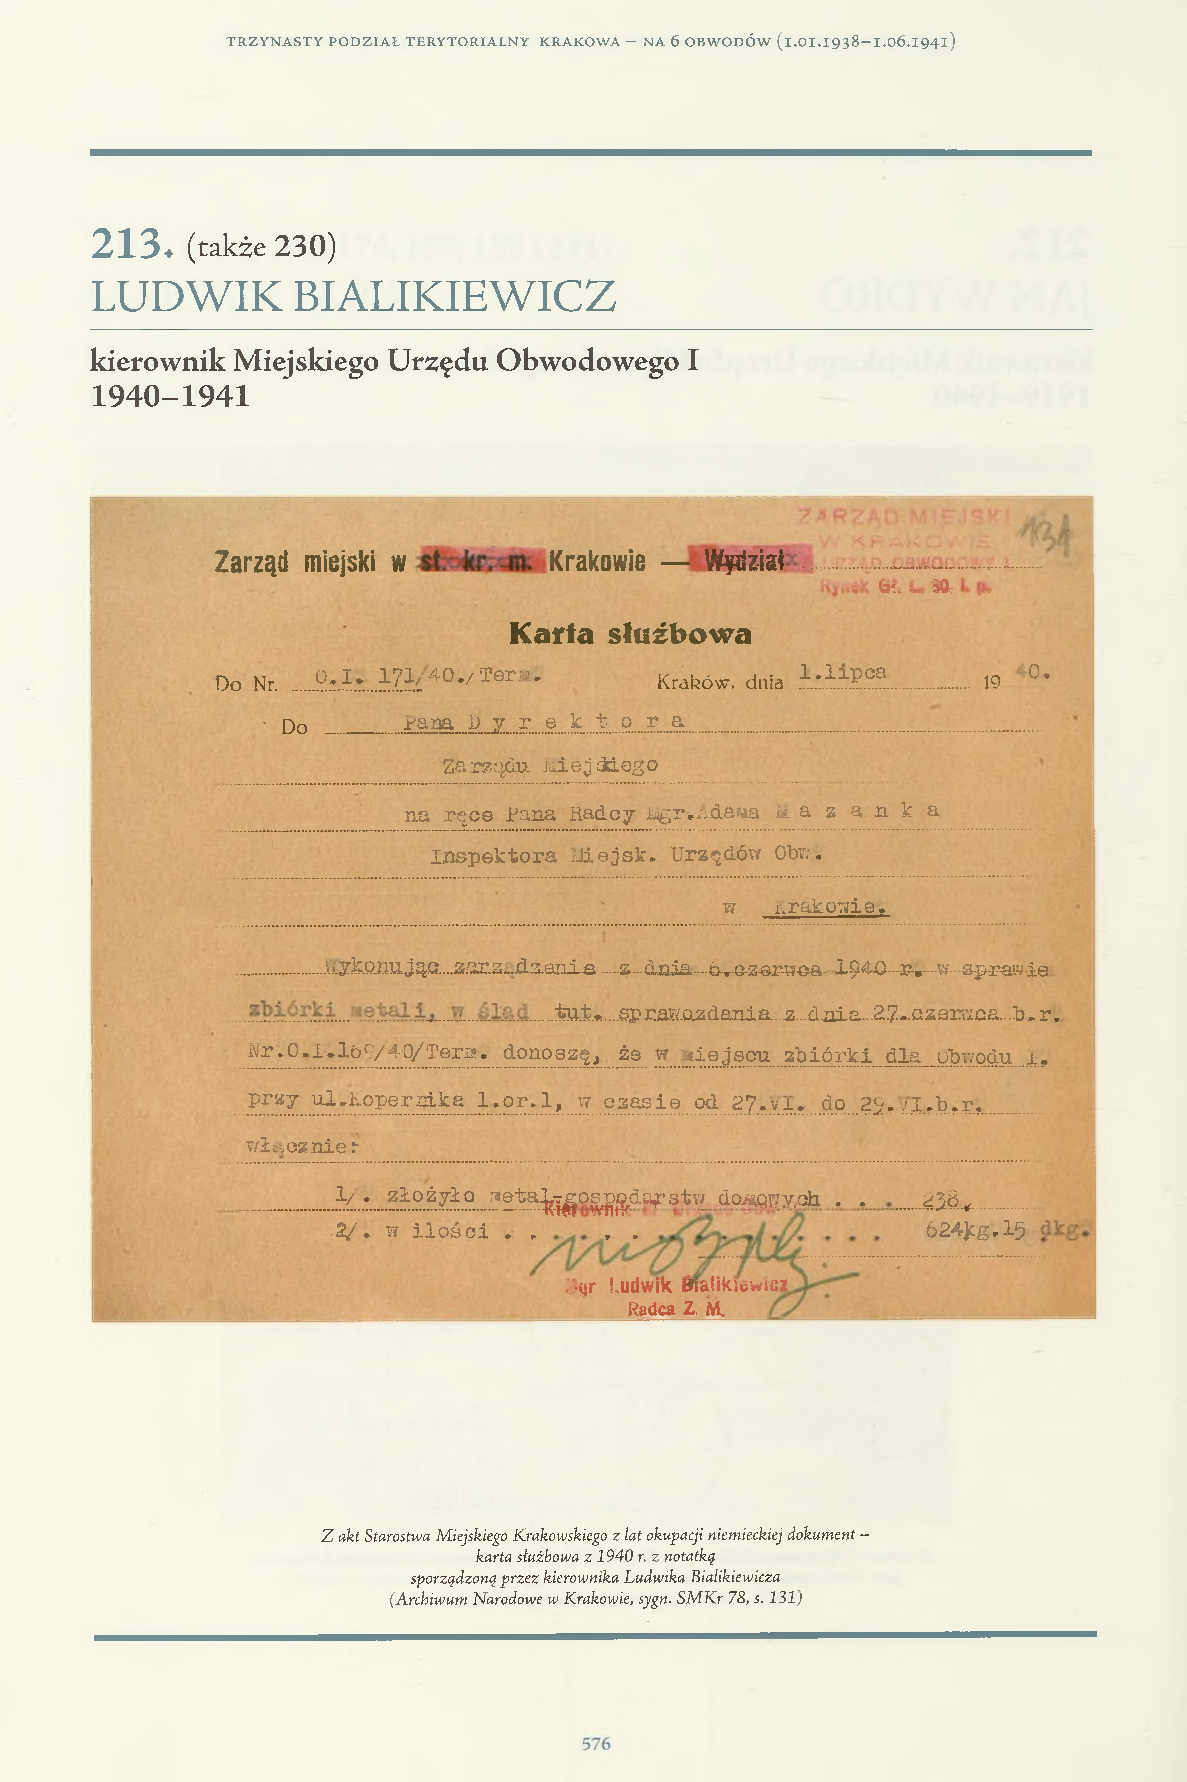 TRZYNASTY PODZIAŁ TERYTORIALNY KRAKOWA – NA 6 OBWODÓW (1.01.1938–1.06.1941)
213. (także 230)
LUDWIK BIALIKIEWICZ
kierownik Miejskiego Urzędu Obwodowego I
1940–1941
ZARZĄD MIEJSKI
W KRAKOWIE
URZĄD OBWODOWY I.
Rynek Gł. L. 30 I. p.
131
Zarząd miejski w st. kr. m. Krakowie — Wydział
Karta służbowa
Do Nr. O.I. 171/40./Term. Kraków, dnia 1.lipca 1940.
Do Pana D y r e k t o r a
Zarządu Miejskiego
na ręce Pana Radcy Mgr.Adama M a z a n k a
Inspektora Miejsk. Urzędów Obw.
w Krakowie.
Wykonując zarządzenie z dnia 6.czerwca 1940 r. w sprawie
zbiórki metali, w ślad tut. sprawozdania z dnia 27.czerwca b.r.
Nr.O.I.169/40/Term. donoszę, że w miejscu zbiórki dla Obwodu I.
przy ul.Kopernika l.or.1, w czasie od 27.VI. do 29.VI.b.r.
włącznie:
1/. złożyło metal-gospodarstw domowych . . . 238,
2/. w ilości . . . . . . . . . . . . 624kg.15 dkg.
Kierownik
Mgr Ludwik Bialikiewicz
Radca Z. M.
Z akt Starostwa Miejskiego Krakowskiego z lat okupacji niemieckiej dokument –
karta służbowa z 1940 r. z notatką
sporządzoną przez kierownika Ludwika Bialikiewicza
(Archiwum Narodowe w Krakowie, sygn. SMKr 78, s. 131)
576